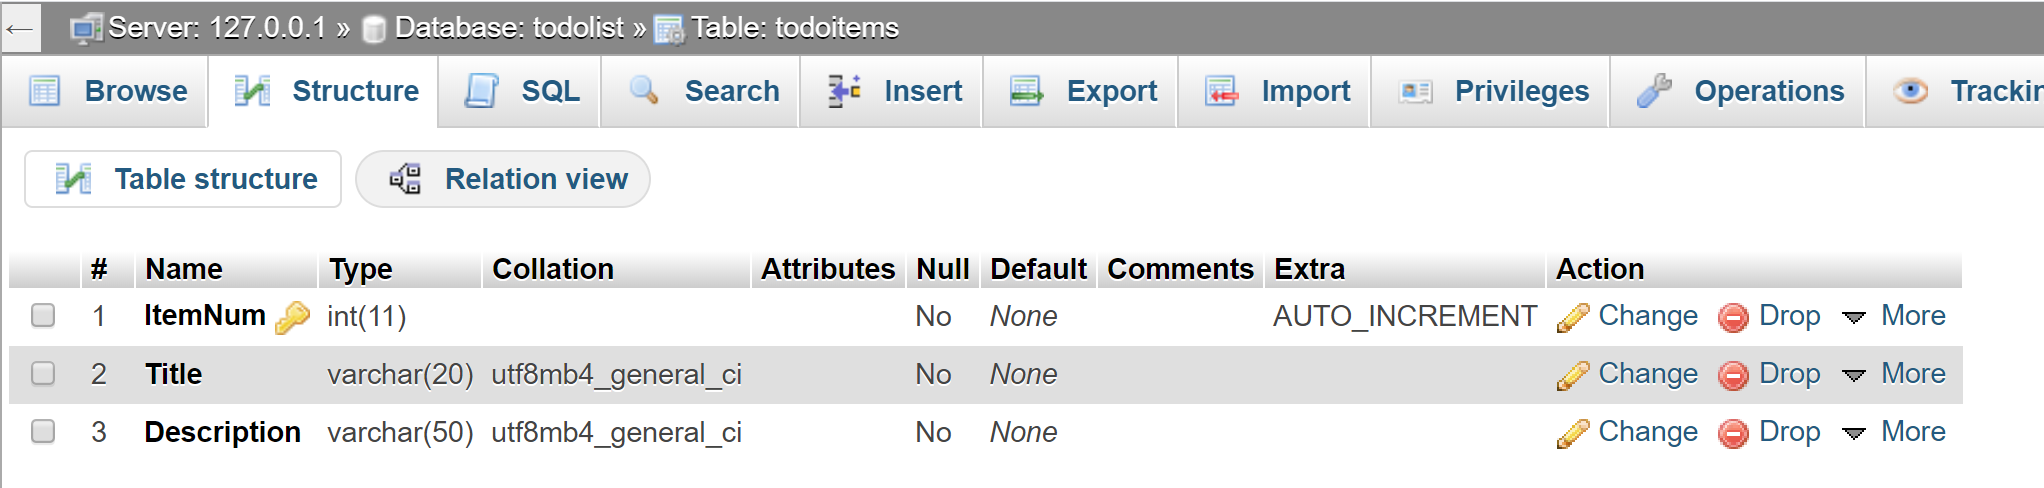 ← Server: 127.0.0.1 » Database: todolist » Table: todoitems
Browse Structure SQL Search Insert Export Import Privileges Operations Trackin
Table structure Relation view
# Name Type Collation Attributes Null Default Comments Extra Action
1 ItemNum int(11) No None AUTO_INCREMENT Change Drop More
2 Title varchar(20) utf8mb4_general_ci No None Change Drop More
3 Description varchar(50) utf8mb4_general_ci No None Change Drop More